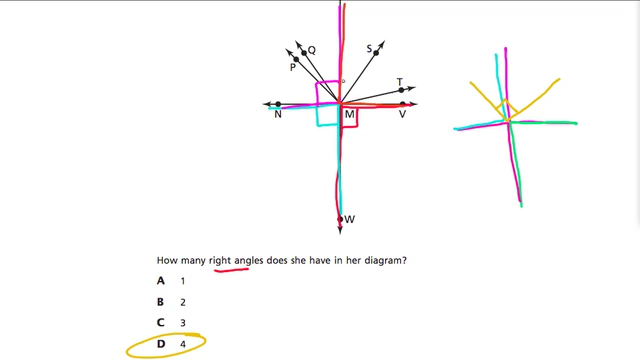 Q
S
P
T
N
M
V
W
How many right angles does she have in her diagram?
A 1
B 2
C 3
D 4